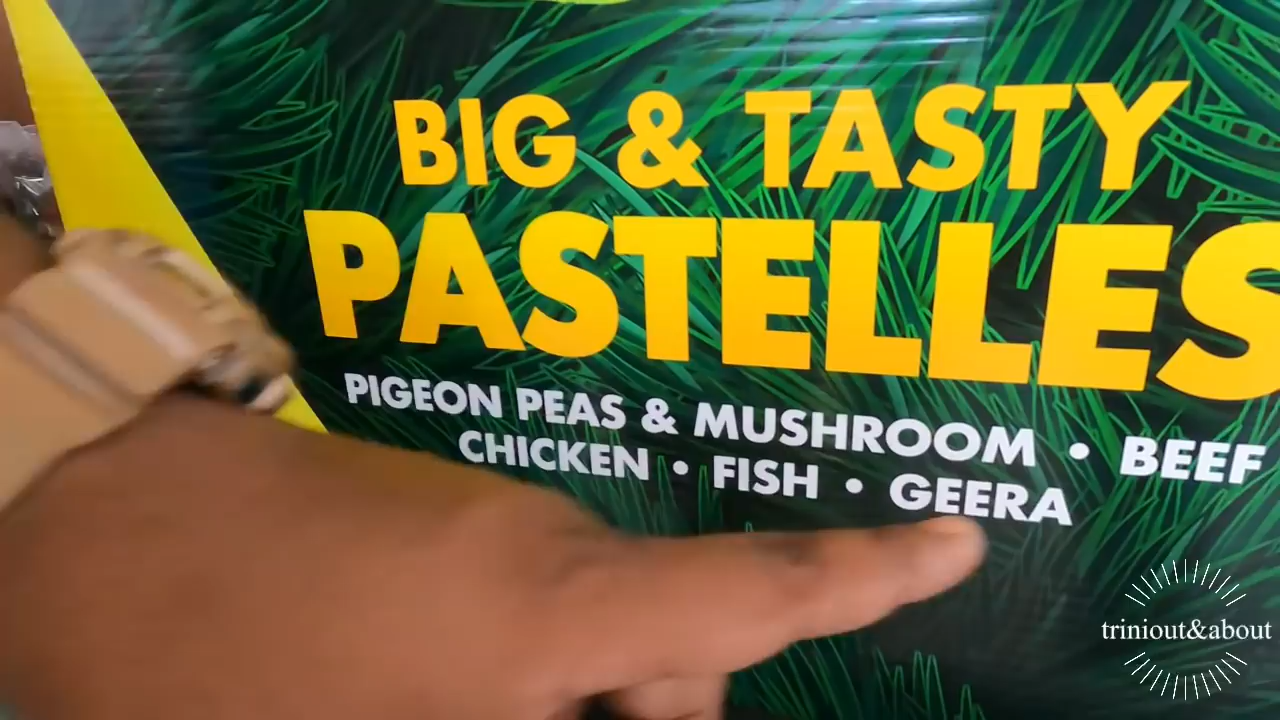 BIG & TASTY
PASTELLES
PIGEON PEAS & MUSHROOM • BEEF
CHICKEN • FISH • GEERA
triniout&about